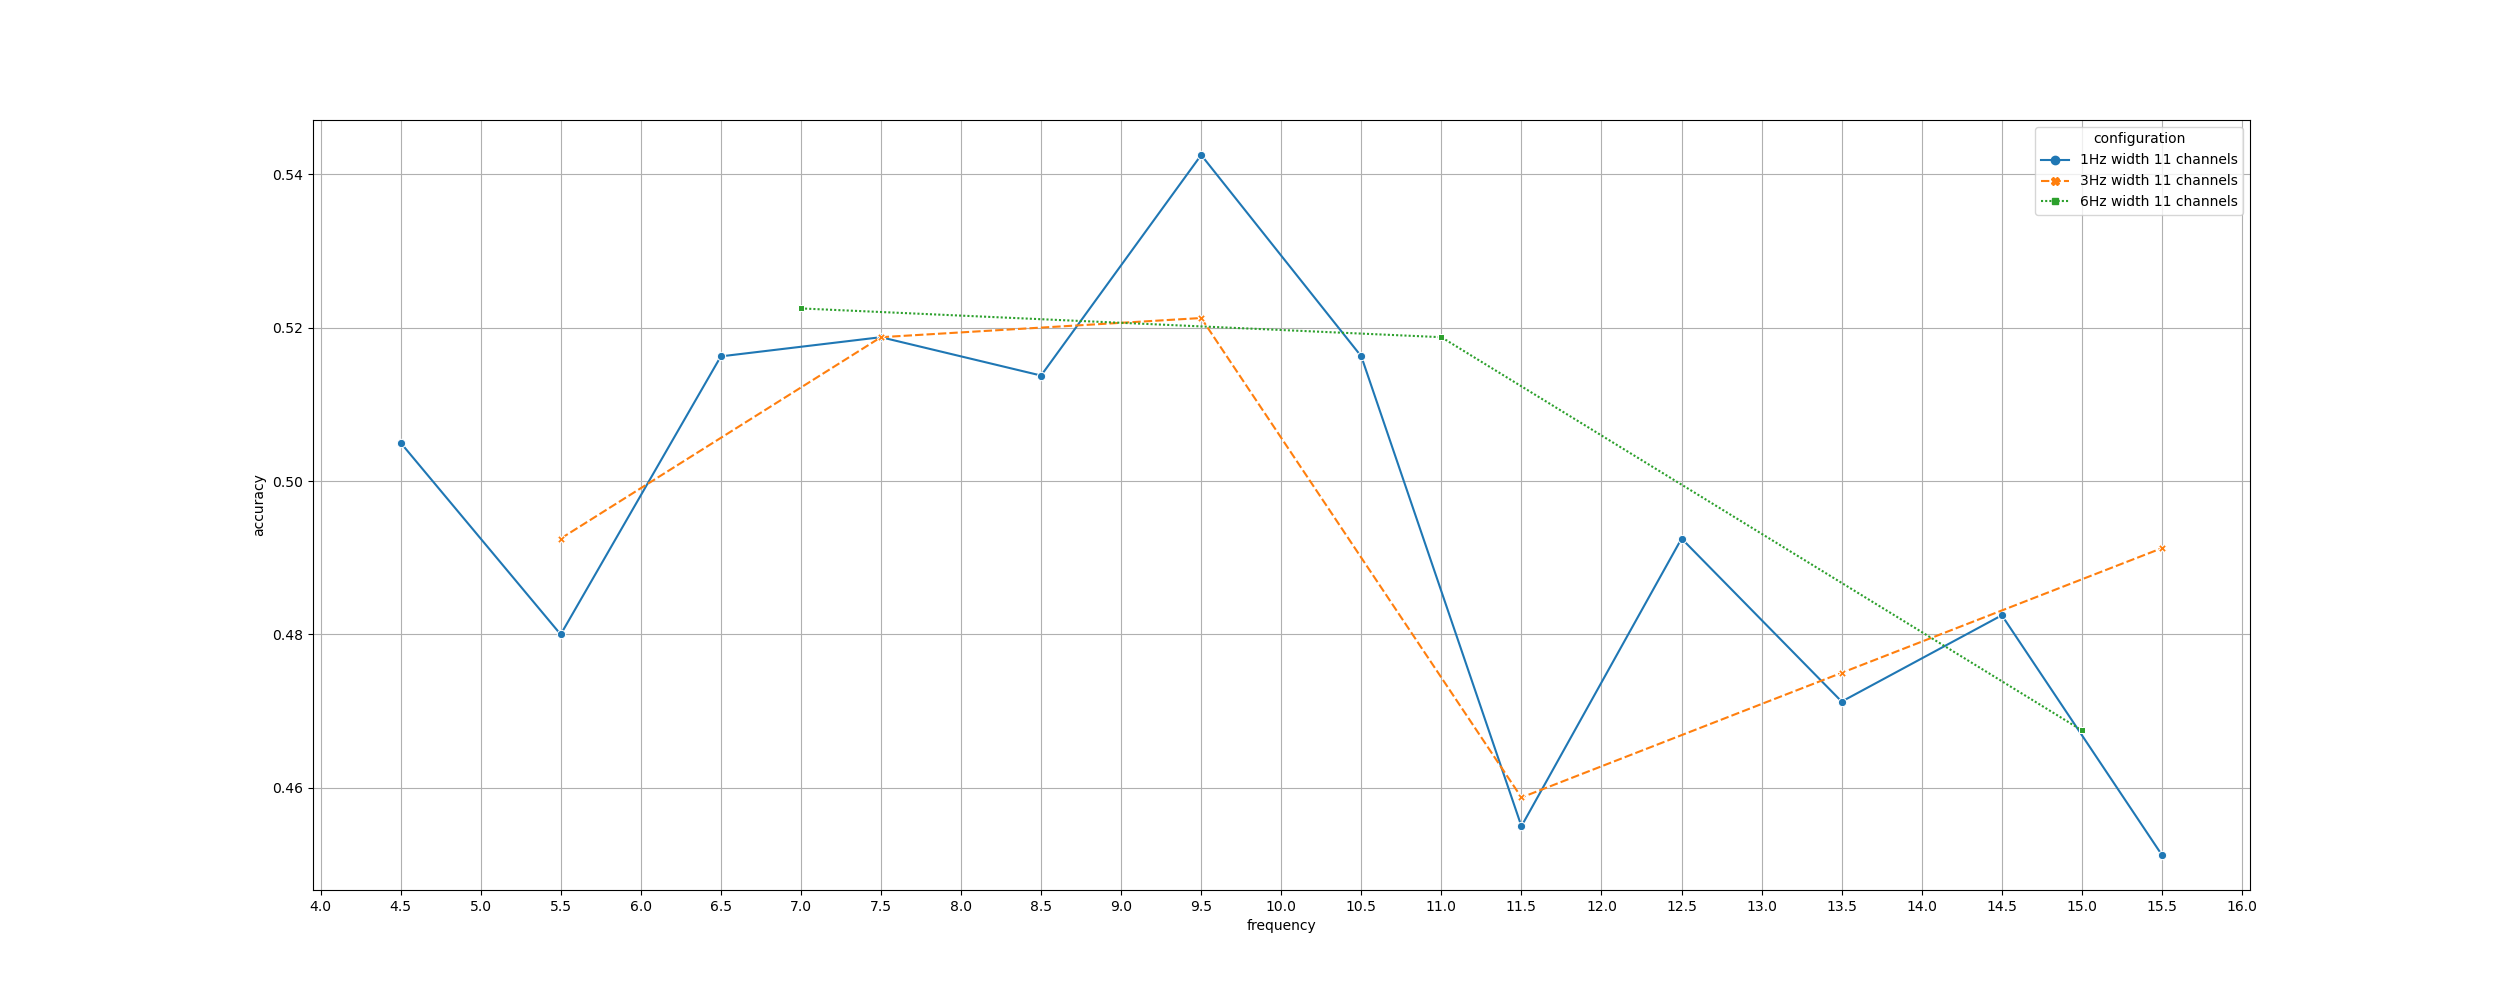 configuration
1Hz width 11 channels
3Hz width 11 channels
6Hz width 11 channels
0.54
0.52
0.50
0.48
0.46
accuracy
4.0 4.5 5.0 5.5 6.0 6.5 7.0 7.5 8.0 8.5 9.0 9.5 10.0 10.5 11.0 11.5 12.0 12.5 13.0 13.5 14.0 14.5 15.0 15.5 16.0
frequency